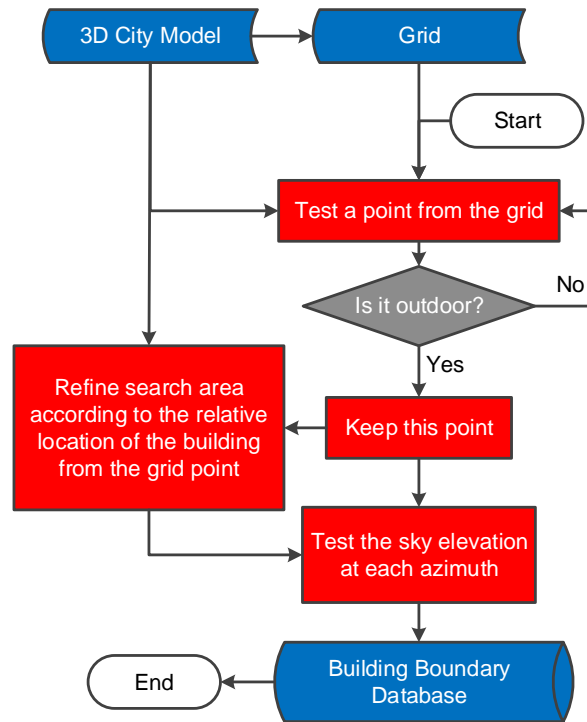 3D City Model
Grid
Start
Test a point from the grid
Is it outdoor?
No
Yes
Refine search area
according to the relative
location of the building
from the grid point
Keep this point
Test the sky elevation
at each azimuth
Building Boundary
Database
End